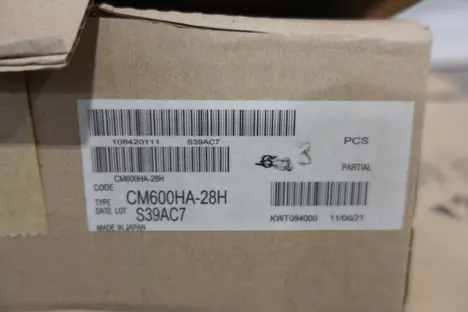 108420111 S39AC7
3 PCS
PARTIAL
CM600HA-28H
CODE
TYPE CM600HA-28H
DATE LOT S39AC7
MADE IN JAPAN
KWT084000 11/06/21